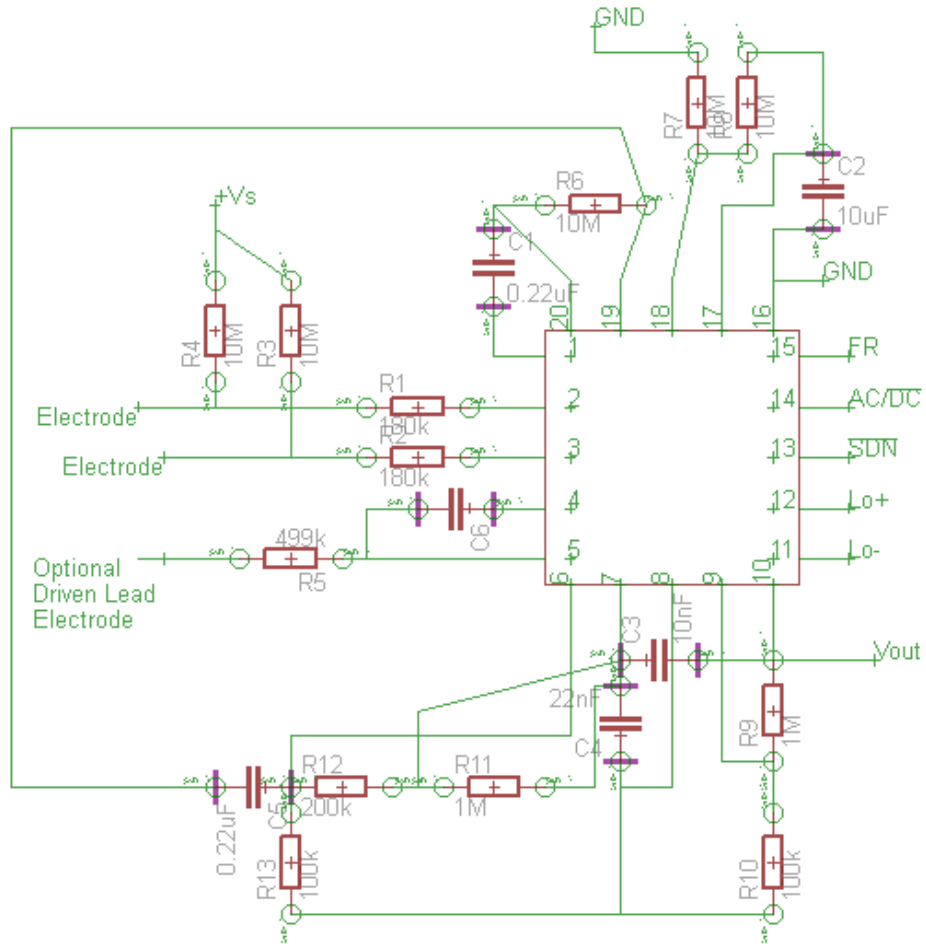 GND
R7
10M
R8
10M
C2
10uF
GND
+Vs
R6
10M
C1
0.22uF
R4
10M
R3
10M
20
19
18
17
16
1
15
FR
Electrode
R1
180k
2
14
AC/DC
Electrode
R2
180k
3
13
SDN
4
12
Lo+
C6
499k
R5
5
11
Lo-
Optional
Driven Lead
Electrode
6
7
8
9
10
C3
10nF
Vout
22nF
C4
R9
1M
R12
200k
R11
1M
C5
0.22uF
R13
100k
R10
100k